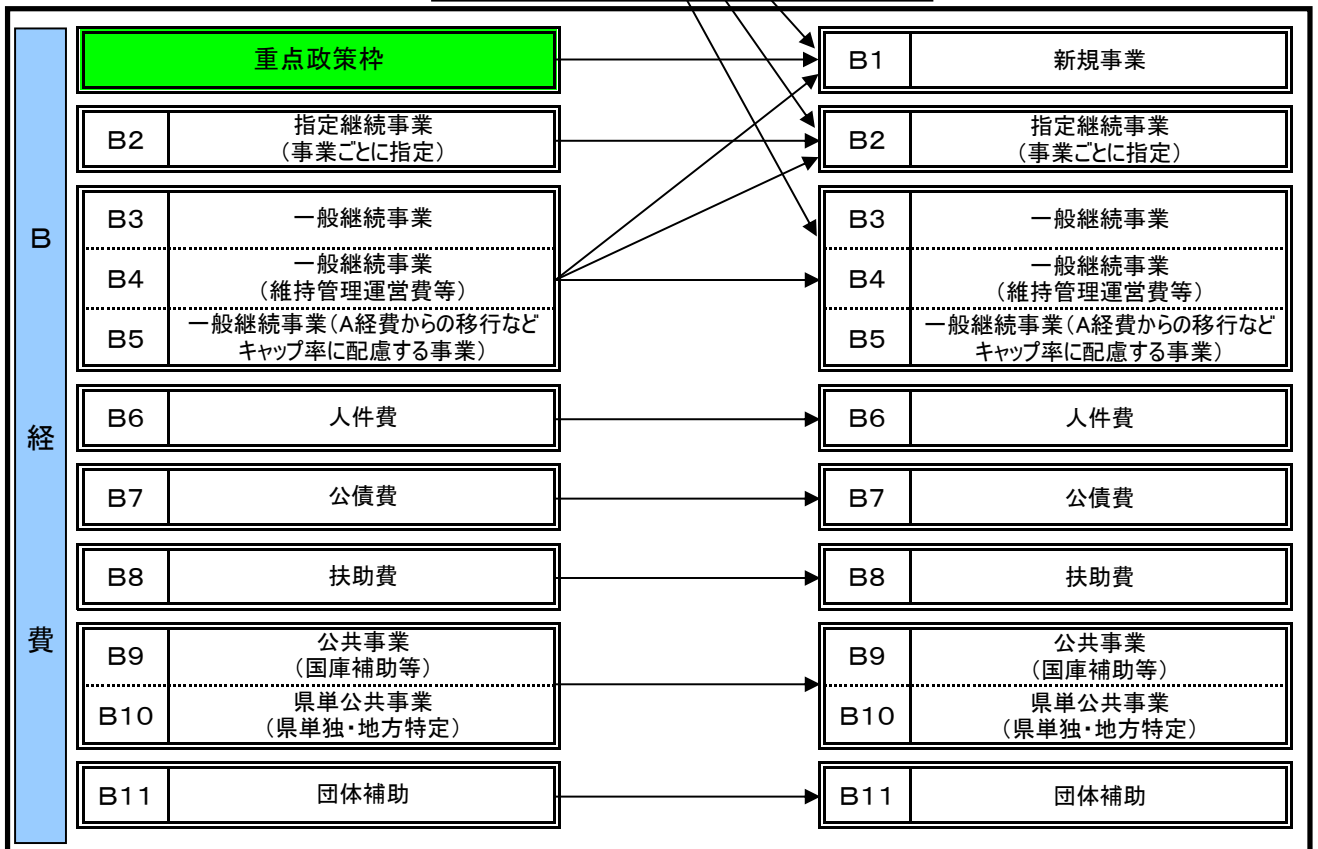 B
経
費
重点政策枠
B2
指定継続事業
(事業ごとに指定)
B3
一般継続事業
B4
一般継続事業
(維持管理運営費等)
B5
一般継続事業(A経費からの移行など
キャップ率に配慮する事業)
B6
人件費
B7
公債費
B8
扶助費
B9
公共事業
(国庫補助等)
B10
県単公共事業
(県単独・地方特定)
B11
団体補助
B1
新規事業
B2
指定継続事業
(事業ごとに指定)
B3
一般継続事業
B4
一般継続事業
(維持管理運営費等)
B5
一般継続事業(A経費からの移行など
キャップ率に配慮する事業)
B6
人件費
B7
公債費
B8
扶助費
B9
公共事業
(国庫補助等)
B10
県単公共事業
(県単独・地方特定)
B11
団体補助